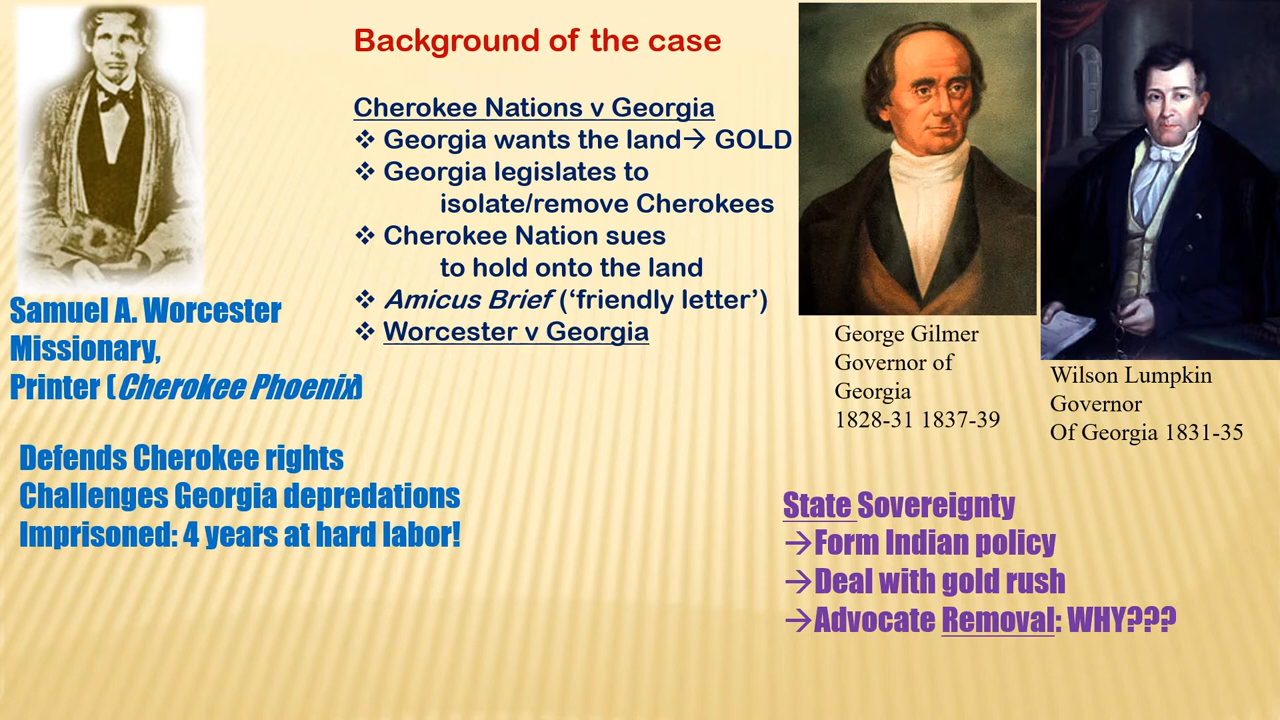 Background of the case
Cherokee Nations v Georgia
❖ Georgia wants the land→ GOLD
❖ Georgia legislates to
isolate/remove Cherokees
❖ Cherokee Nation sues
to hold onto the land
❖ Amicus Brief (‘friendly letter’)
❖ Worcester v Georgia
Samuel A. Worcester
Missionary,
Printer (Cherokee Phoenix)
Defends Cherokee rights
Challenges Georgia depredations
Imprisoned: 4 years at hard labor!
George Gilmer
Governor of
Georgia
1828-31 1837-39
Wilson Lumpkin
Governor
Of Georgia 1831-35
State Sovereignty
→Form Indian policy
→Deal with gold rush
→Advocate Removal: WHY???